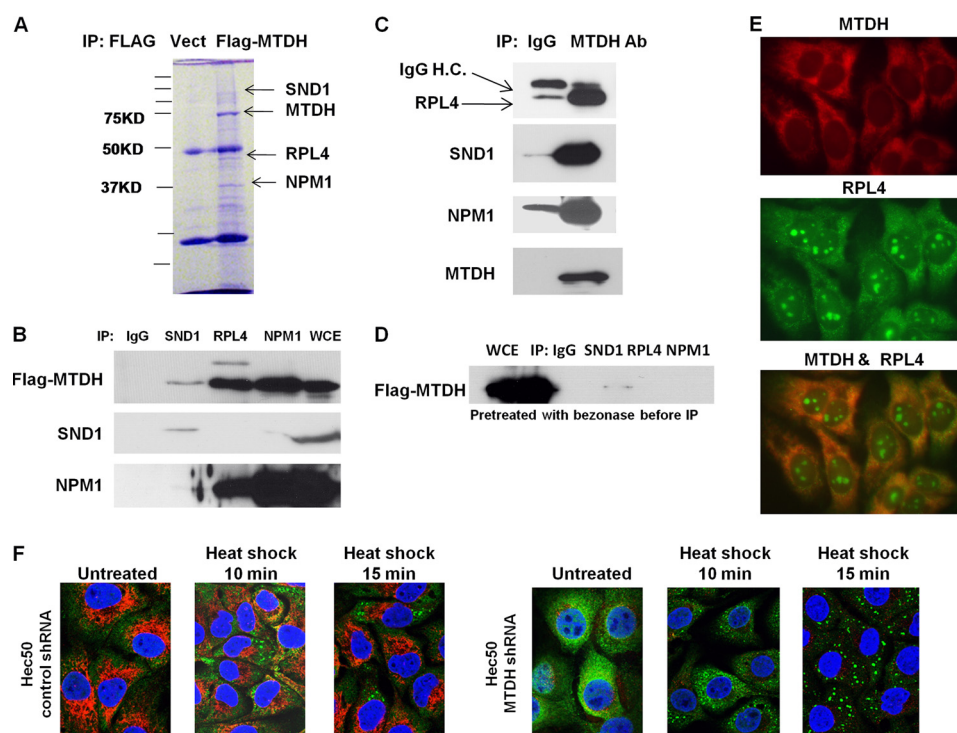 A
IP: FLAG Vect Flag-MTDH
SND1
MTDH
75KD
50KD
RPL4
NPM1
37KD
B
IP: IgG SND1 RPL4 NPM1 WCE
Flag-MTDH
SND1
NPM1
C
IP: IgG MTDH Ab
IgG H.C.
RPL4
SND1
NPM1
MTDH
D
WCE IP: IgG SND1 RPL4 NPM1
Flag-MTDH
Pretreated with bezonase before IP
E
MTDH
RPL4
MTDH & RPL4
F
Untreated
Heat shock
10 min
Heat shock
15 min
Hec50
control shRNA
Untreated
Heat shock
10 min
Heat shock
15 min
Hec50
MTDH shRNA